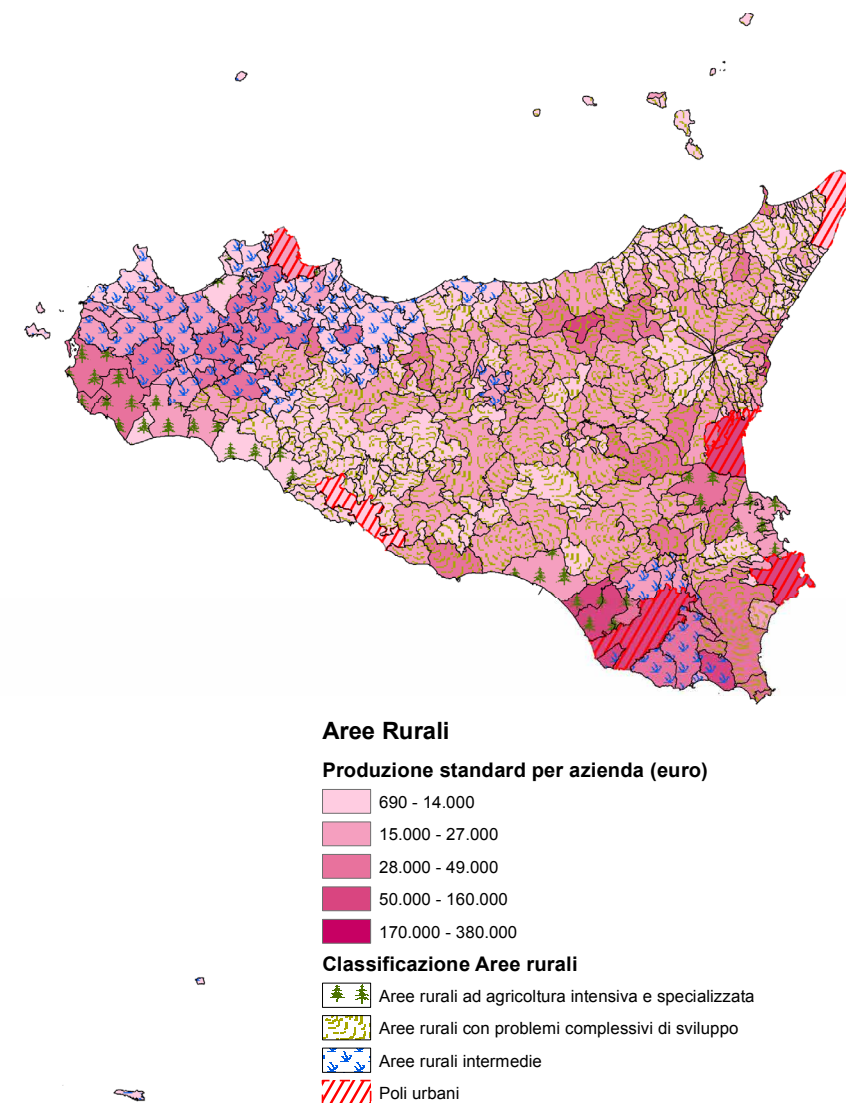 Aree Rurali
Produzione standard per azienda (euro)
690 - 14.000
15.000 - 27.000
28.000 - 49.000
50.000 - 160.000
170.000 - 380.000
Classificazione Aree rurali
Aree rurali ad agricoltura intensiva e specializzata
Aree rurali con problemi complessivi di sviluppo
Aree rurali intermedie
Poli urbani